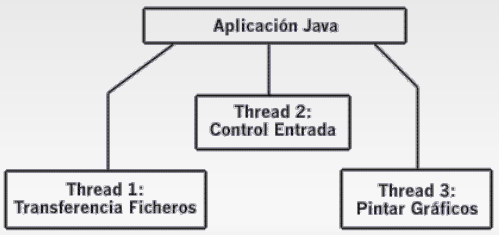 Aplicación Java
Thread 2:
Control Entrada
Thread 1:
Transferencia Ficheros
Thread 3:
Pintar Gráficos